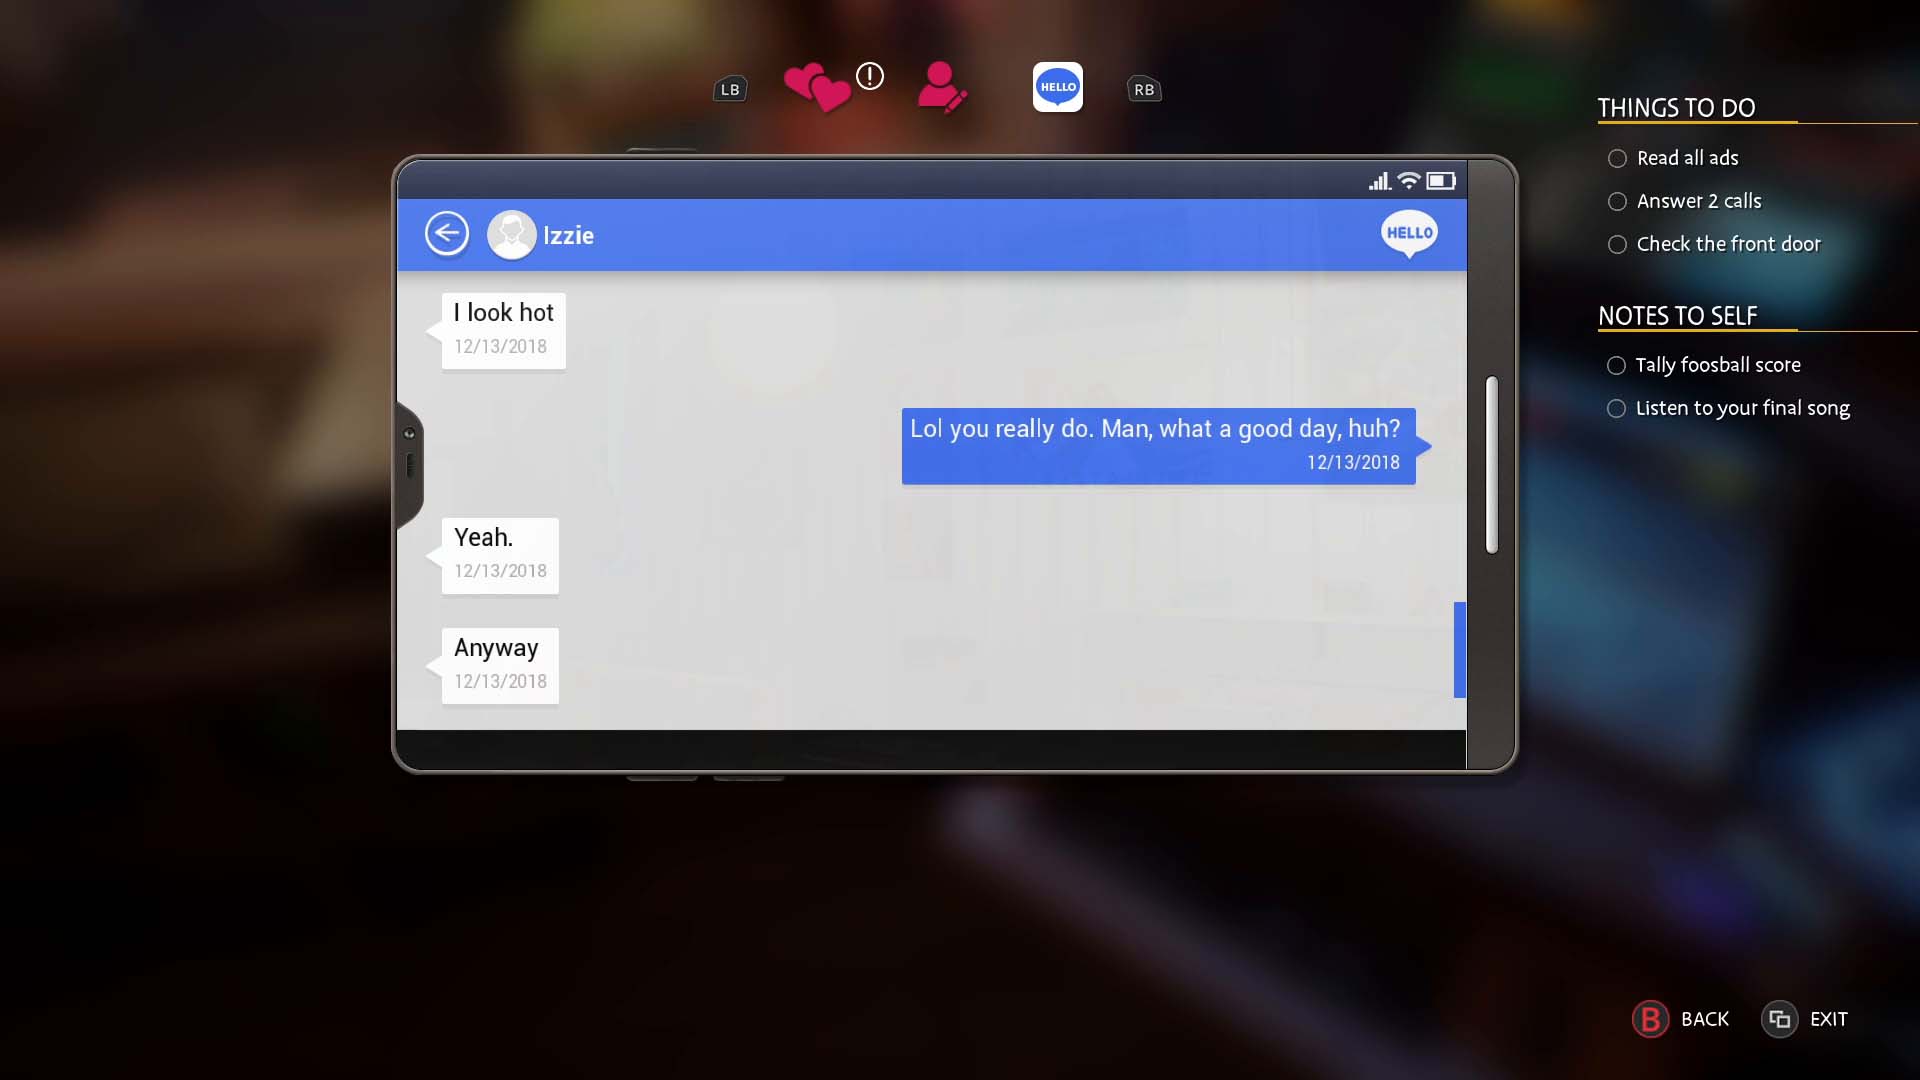 LB
!
HELLO
RB
Izzie
HELLO
I look hot
12/13/2018
Lol you really do. Man, what a good day, huh?
12/13/2018
Yeah.
12/13/2018
Anyway
12/13/2018
THINGS TO DO
Read all ads
Answer 2 calls
Check the front door
NOTES TO SELF
Tally foosball score
Listen to your final song
B BACK EXIT